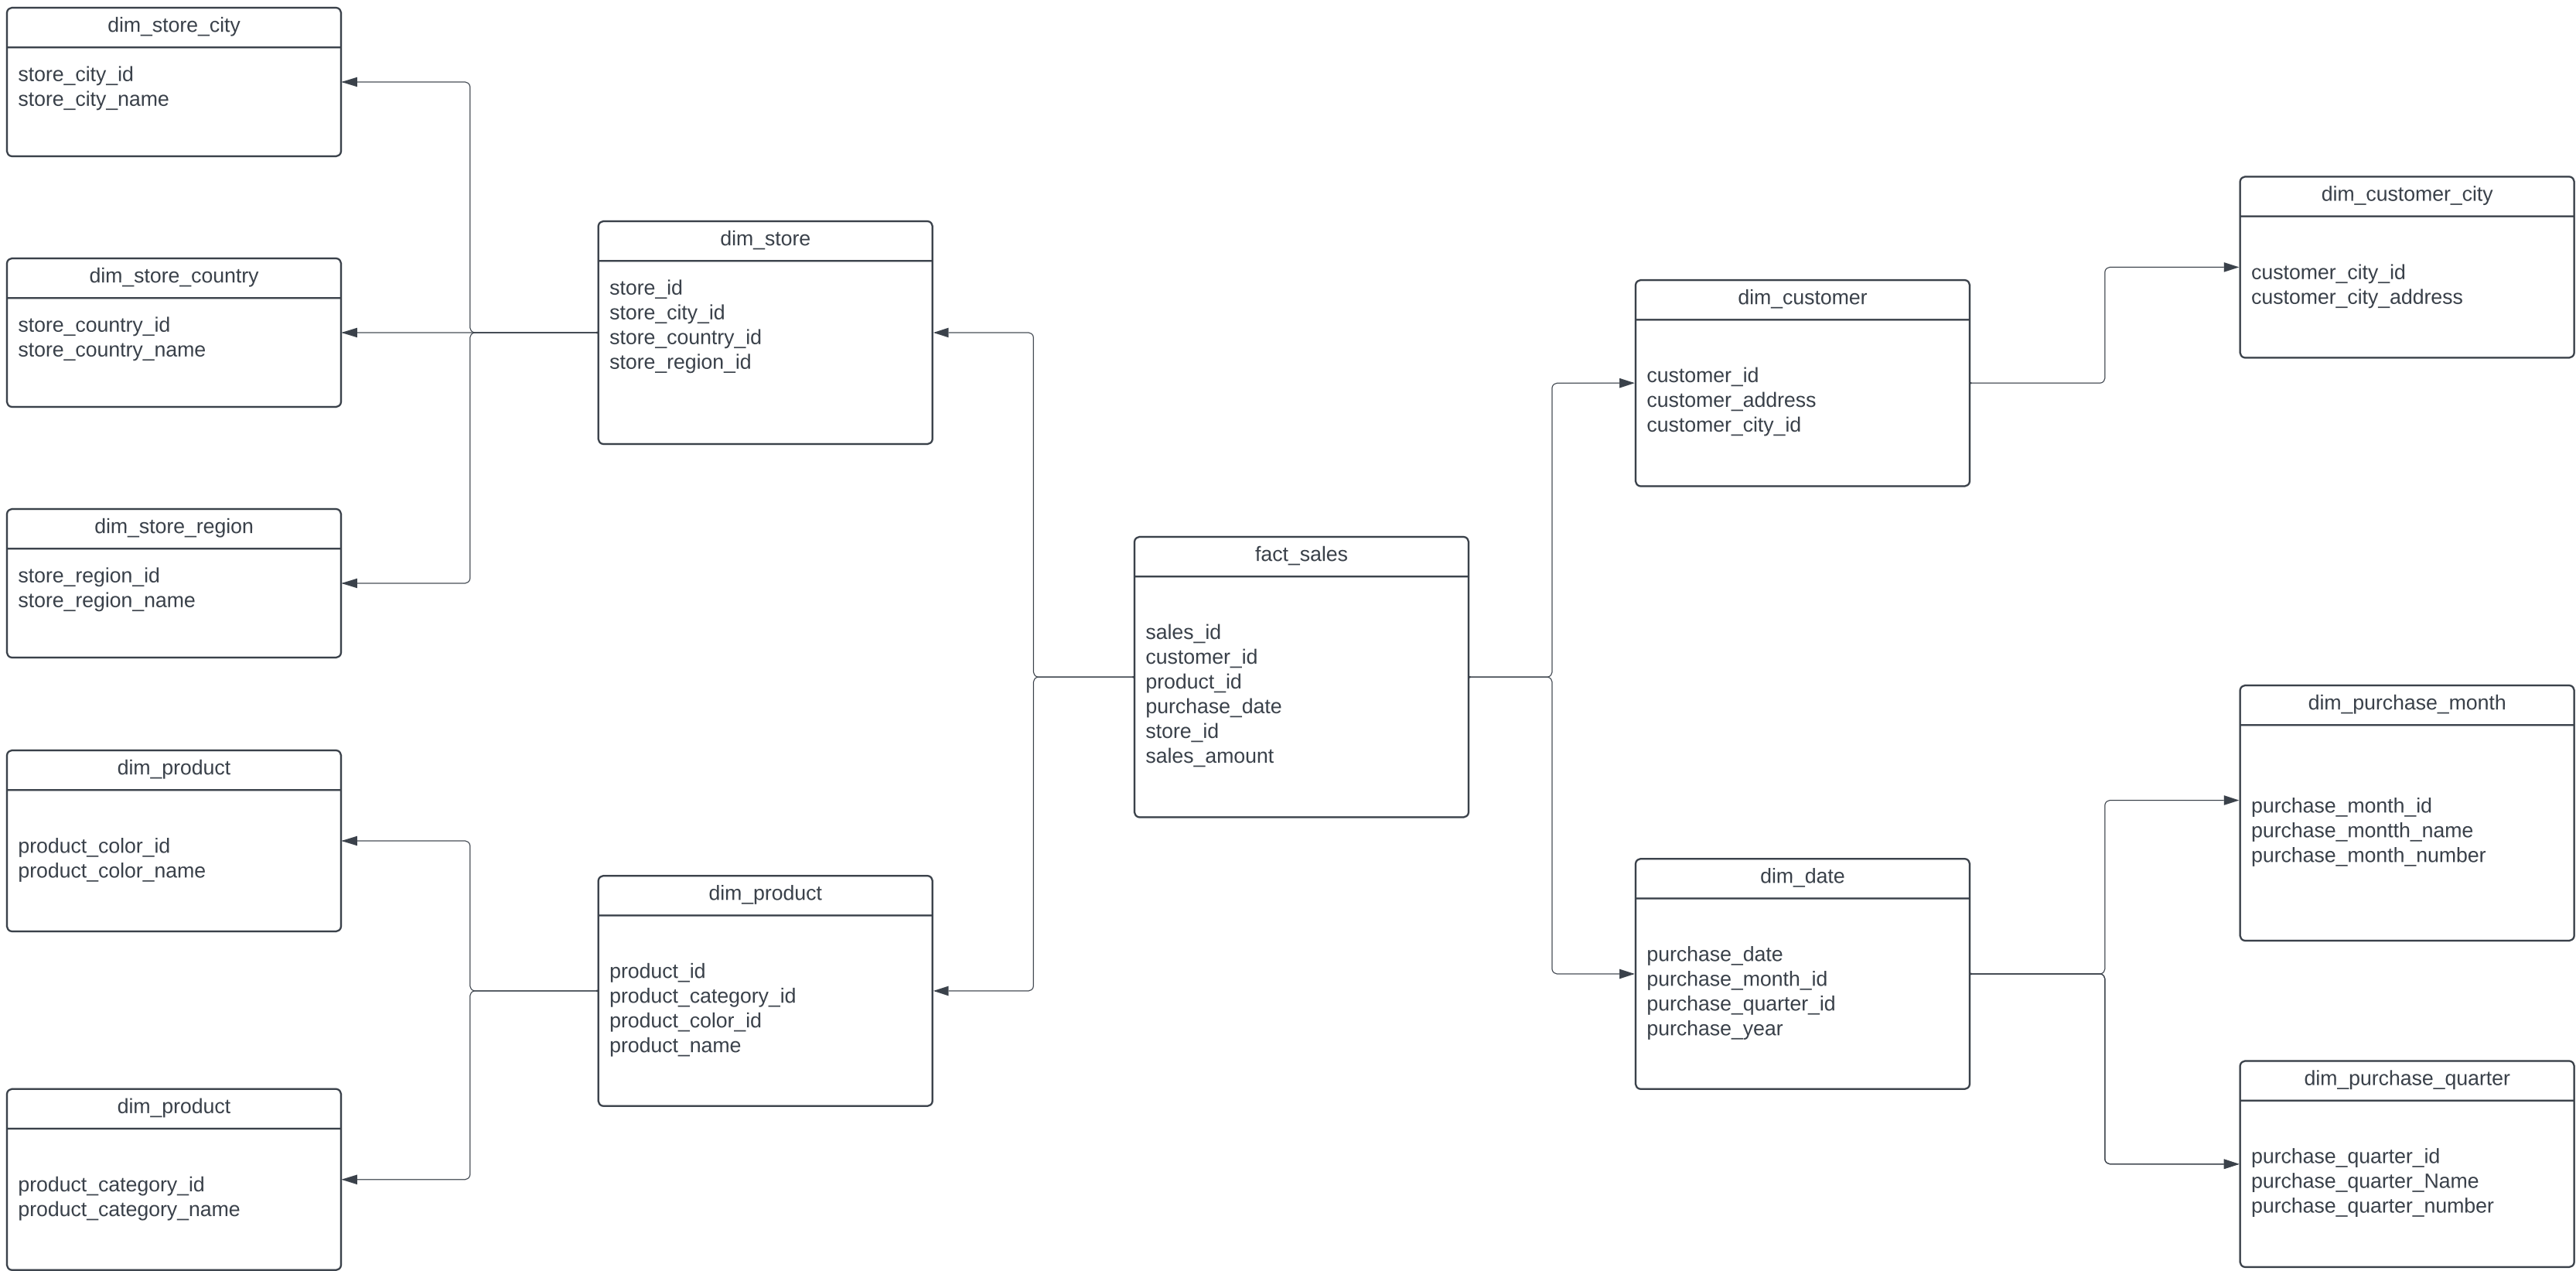 dim_store_city
store_city_id
store_city_name
dim_store_country
store_country_id
store_country_name
dim_store_region
store_region_id
store_region_name
dim_product
product_color_id
product_color_name
dim_product
product_category_id
product_category_name
dim_store
store_id
store_city_id
store_country_id
store_region_id
dim_product
product_id
product_category_id
product_color_id
product_name
fact_sales
sales_id
customer_id
product_id
purchase_date
store_id
sales_amount
dim_customer
customer_id
customer_address
customer_city_id
dim_date
purchase_date
purchase_month_id
purchase_quarter_id
purchase_year
dim_customer_city
customer_city_id
customer_city_address
dim_purchase_month
purchase_month_id
purchase_montth_name
purchase_month_number
dim_purchase_quarter
purchase_quarter_id
purchase_quarter_Name
purchase_quarter_number